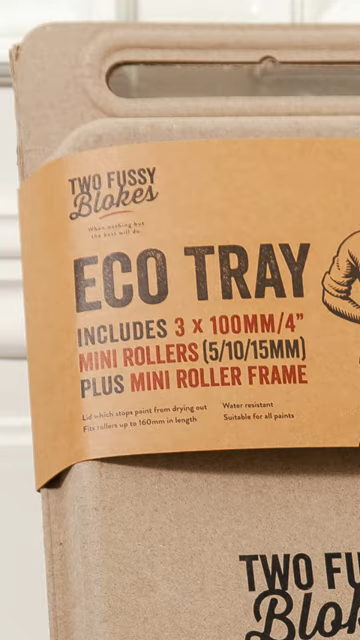 TWO FUSSY
Blokes
When nothing but
the best will do.
ECO TRAY
INCLUDES 3 X 100MM/4"
MINI ROLLERS (5/10/15MM)
PLUS MINI ROLLER FRAME
Lid which stops paint from drying out
Fits rollers up to 160mm in length
Water resistant
Suitable for all paints
TWO FU
Blok